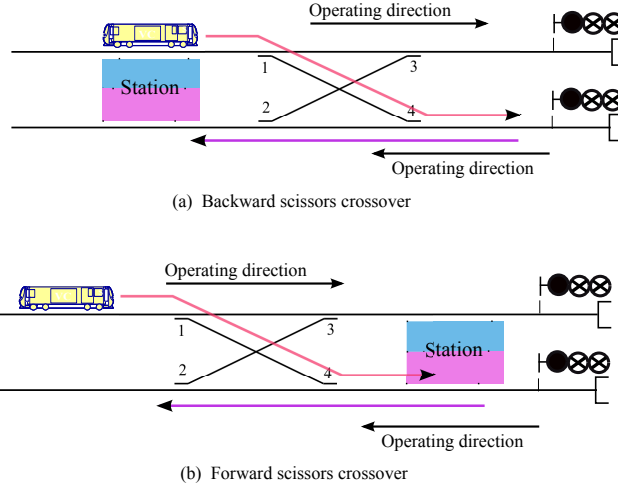 Operating direction
1
3
Station
2
4
Operating direction
(a) Backward scissors crossover
Operating direction
1
3
Station
2
4
Operating direction
(b) Forward scissors crossover